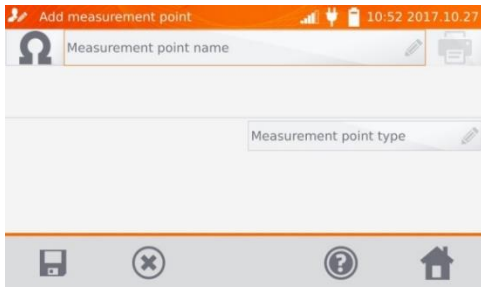 Add measurement point 10:52 2017.10.27
Ω Measurement point name
Measurement point type
?